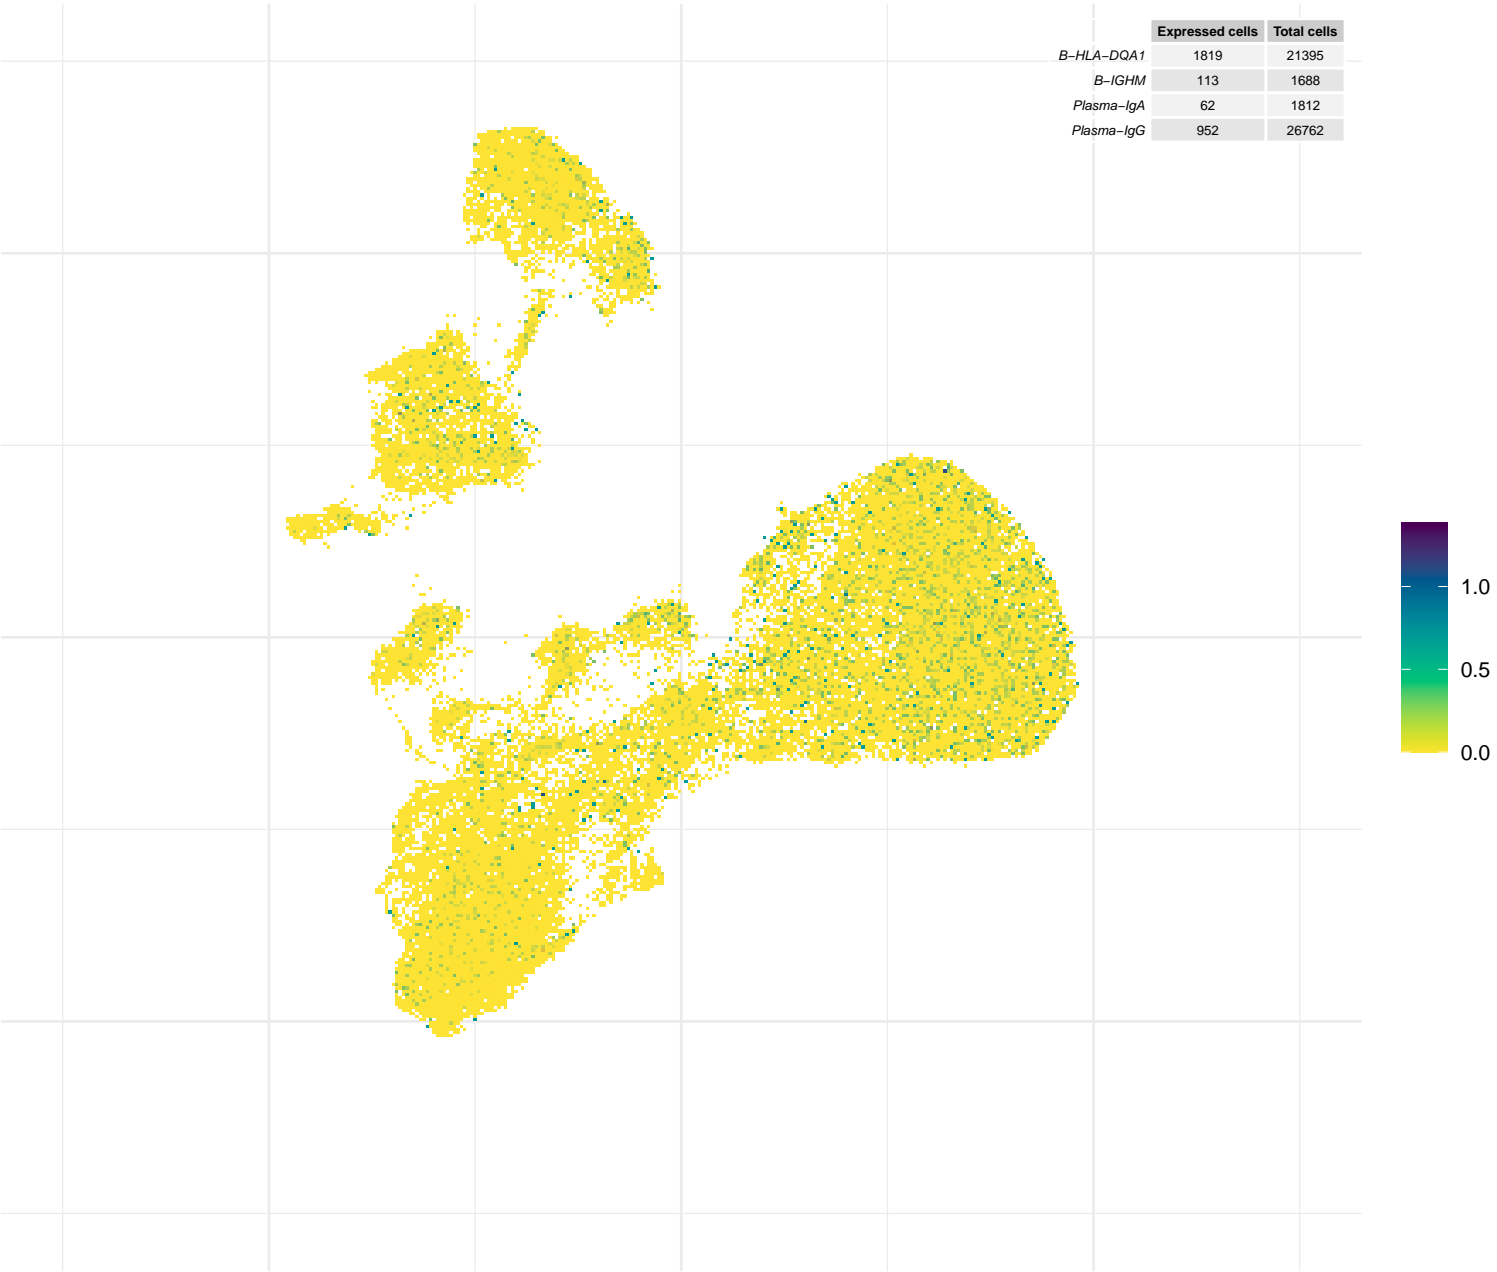 Expressed cells Total cells
B–HLA–DQA1 1819 21395
B–IGHM 113 1688
Plasma–IgA 62 1812
Plasma–IgG 952 26762
1.0
0.5
0.0